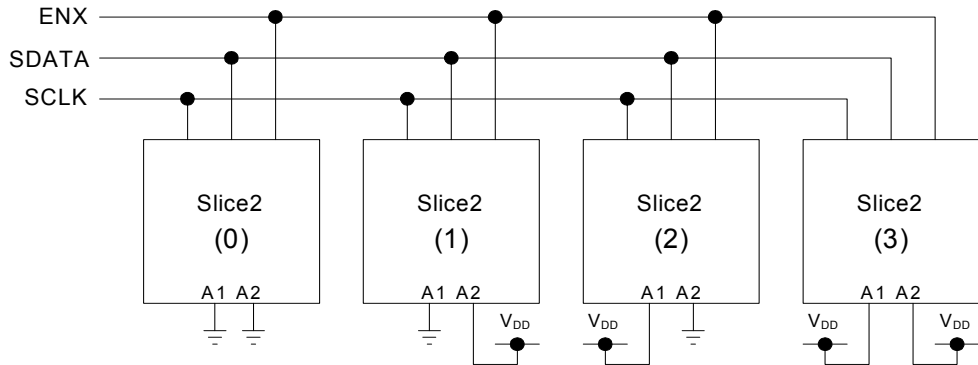 ENX
SDATA
SCLK
Slice2
(0)
Slice2
(1)
Slice2
(2)
Slice2
(3)
A1 A2
A1 A2
A1 A2
A1 A2
VDD
VDD
VDD
VDD